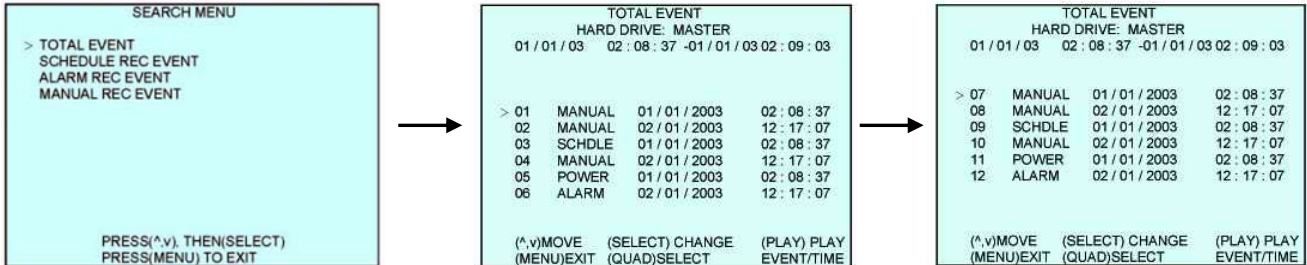 SEARCH MENU
> TOTAL EVENT
SCHEDULE REC EVENT
ALARM REC EVENT
MANUAL REC EVENT
PRESS(^,v), THEN(SELECT)
PRESS(MENU) TO EXIT
TOTAL EVENT
HARD DRIVE: MASTER
01 / 01 / 03 02 : 08 : 37 -01 / 01 / 03 02 : 09 : 03
> 01 MANUAL 01 / 01 / 2003 02 : 08 : 37
02 MANUAL 02 / 01 / 2003 12 : 17 : 07
03 SCHDLE 01 / 01 / 2003 02 : 08 : 37
04 MANUAL 02 / 01 / 2003 12 : 17 : 07
05 POWER 01 / 01 / 2003 02 : 08 : 37
06 ALARM 02 / 01 / 2003 12 : 17 : 07
(^,v)MOVE (SELECT) CHANGE (PLAY) PLAY
(MENU)EXIT (QUAD)SELECT EVENT/TIME
TOTAL EVENT
HARD DRIVE: MASTER
01 / 01 / 03 02 : 08 : 37 -01 / 01 / 03 02 : 09 : 03
> 07 MANUAL 01 / 01 / 2003 02 : 08 : 37
08 MANUAL 02 / 01 / 2003 12 : 17 : 07
09 SCHDLE 01 / 01 / 2003 02 : 08 : 37
10 MANUAL 02 / 01 / 2003 12 : 17 : 07
11 POWER 01 / 01 / 2003 02 : 08 : 37
12 ALARM 02 / 01 / 2003 12 : 17 : 07
(^,v)MOVE (SELECT) CHANGE (PLAY) PLAY
(MENU)EXIT (QUAD)SELECT EVENT/TIME